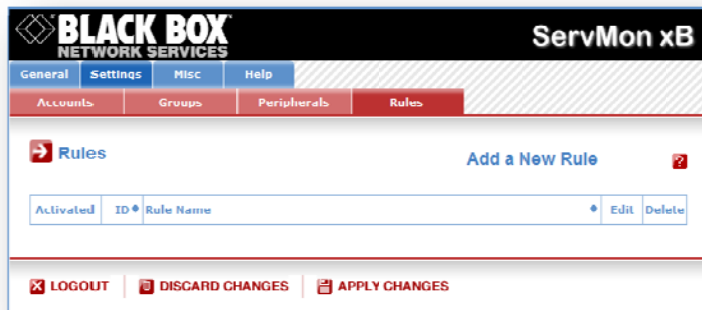 BLACK BOX
NETWORK SERVICES
ServMon xB
General Settings Misc Help
Accounts Groups Peripherals Rules
Rules Add a New Rule ?
Activated ID Rule Name Edit Delete
LOGOUT DISCARD CHANGES APPLY CHANGES